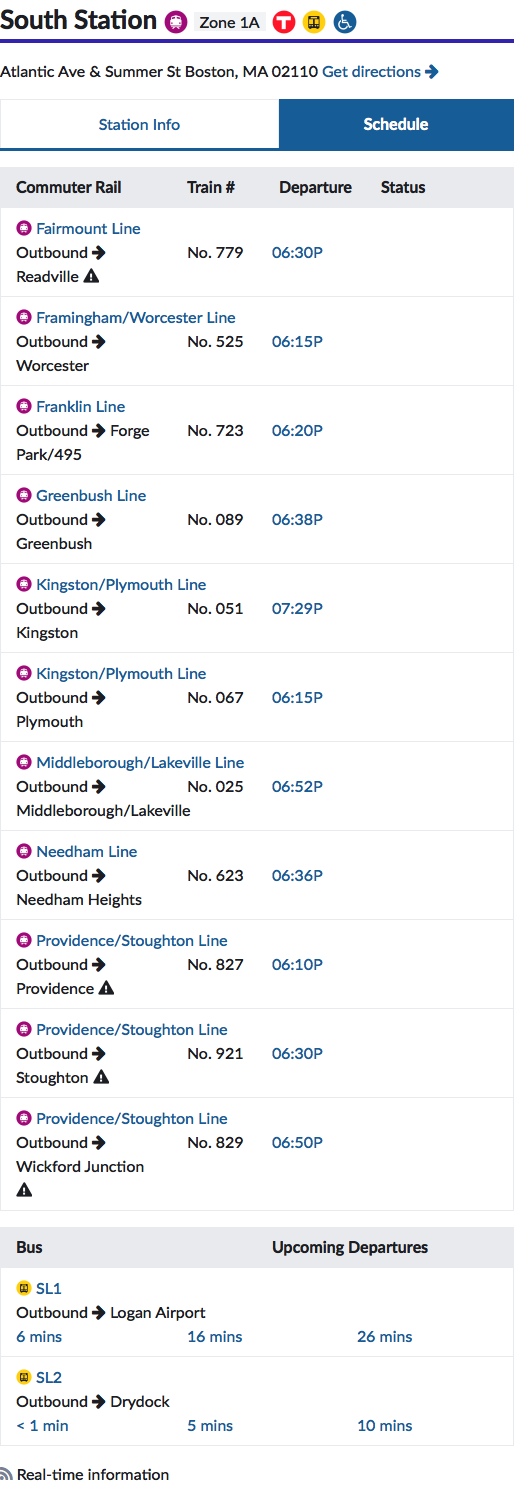 South Station Zone 1A T
Atlantic Ave & Summer St Boston, MA 02110 Get directions
Station Info Schedule
Commuter Rail Train # Departure Status
Fairmount Line
Outbound No. 779 06:30P
Readville
Framingham/Worcester Line
Outbound No. 525 06:15P
Worcester
Franklin Line
Outbound Forge No. 723 06:20P
Park/495
Greenbush Line
Outbound No. 089 06:38P
Greenbush
Kingston/Plymouth Line
Outbound No. 051 07:29P
Kingston
Kingston/Plymouth Line
Outbound No. 067 06:15P
Plymouth
Middleborough/Lakeville Line
Outbound No. 025 06:52P
Middleborough/Lakeville
Needham Line
Outbound No. 623 06:36P
Needham Heights
Providence/Stoughton Line
Outbound No. 827 06:10P
Providence
Providence/Stoughton Line
Outbound No. 921 06:30P
Stoughton
Providence/Stoughton Line
Outbound No. 829 06:50P
Wickford Junction
Bus Upcoming Departures
SL1
Outbound Logan Airport
6 mins 16 mins 26 mins
SL2
Outbound Drydock
< 1 min 5 mins 10 mins
Real-time information